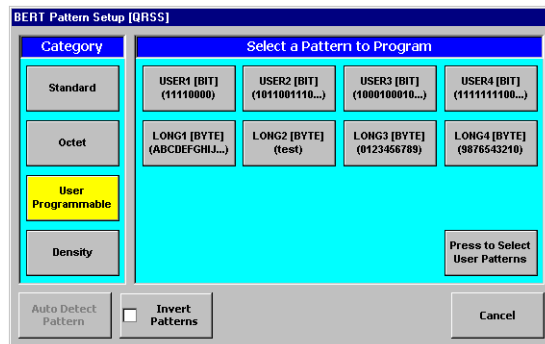 BERT Pattern Setup [QRSS]
Category
Select a Pattern to Program
Standard
USER1 [BIT]
(11110000)
USER2 [BIT]
(1011001110...)
USER3 [BIT]
(1000100010...)
USER4 [BIT]
(1111111100...)
Octet
LONG1 [BYTE]
(ABCDEFGHIJ...)
LONG2 [BYTE]
(test)
LONG3 [BYTE]
(0123456789)
LONG4 [BYTE]
(9876543210)
User
Programmable
Density
Press to Select
User Patterns
Auto Detect
Pattern
Invert
Patterns
Cancel